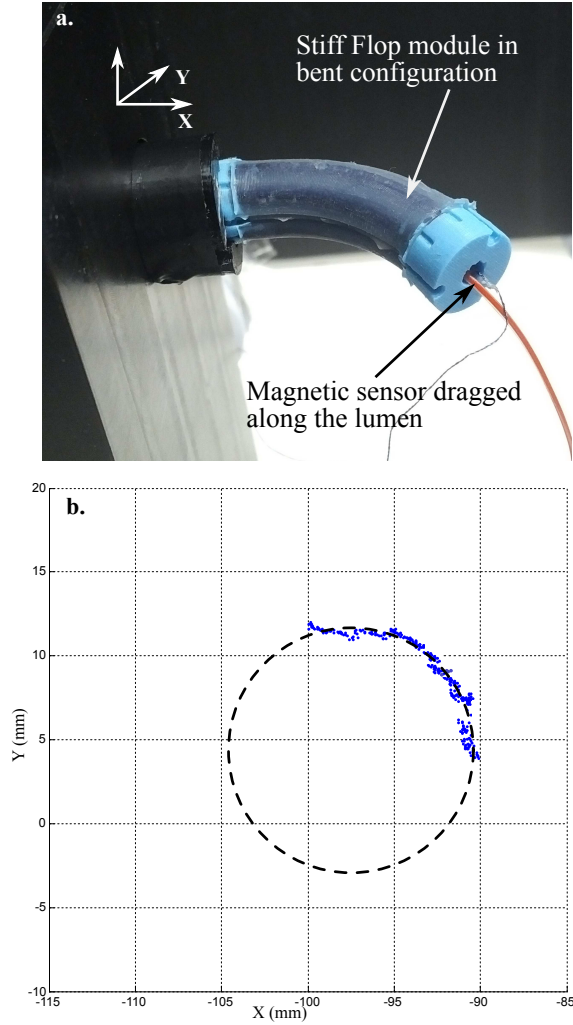 a.
Stiff Flop module in
bent configuration
Y
X
Magnetic sensor dragged
along the lumen
b.
20
15
10
5
0
-5
-10
Y (mm)
-115 -110 -105 -100 -95 -90 -85
X (mm)